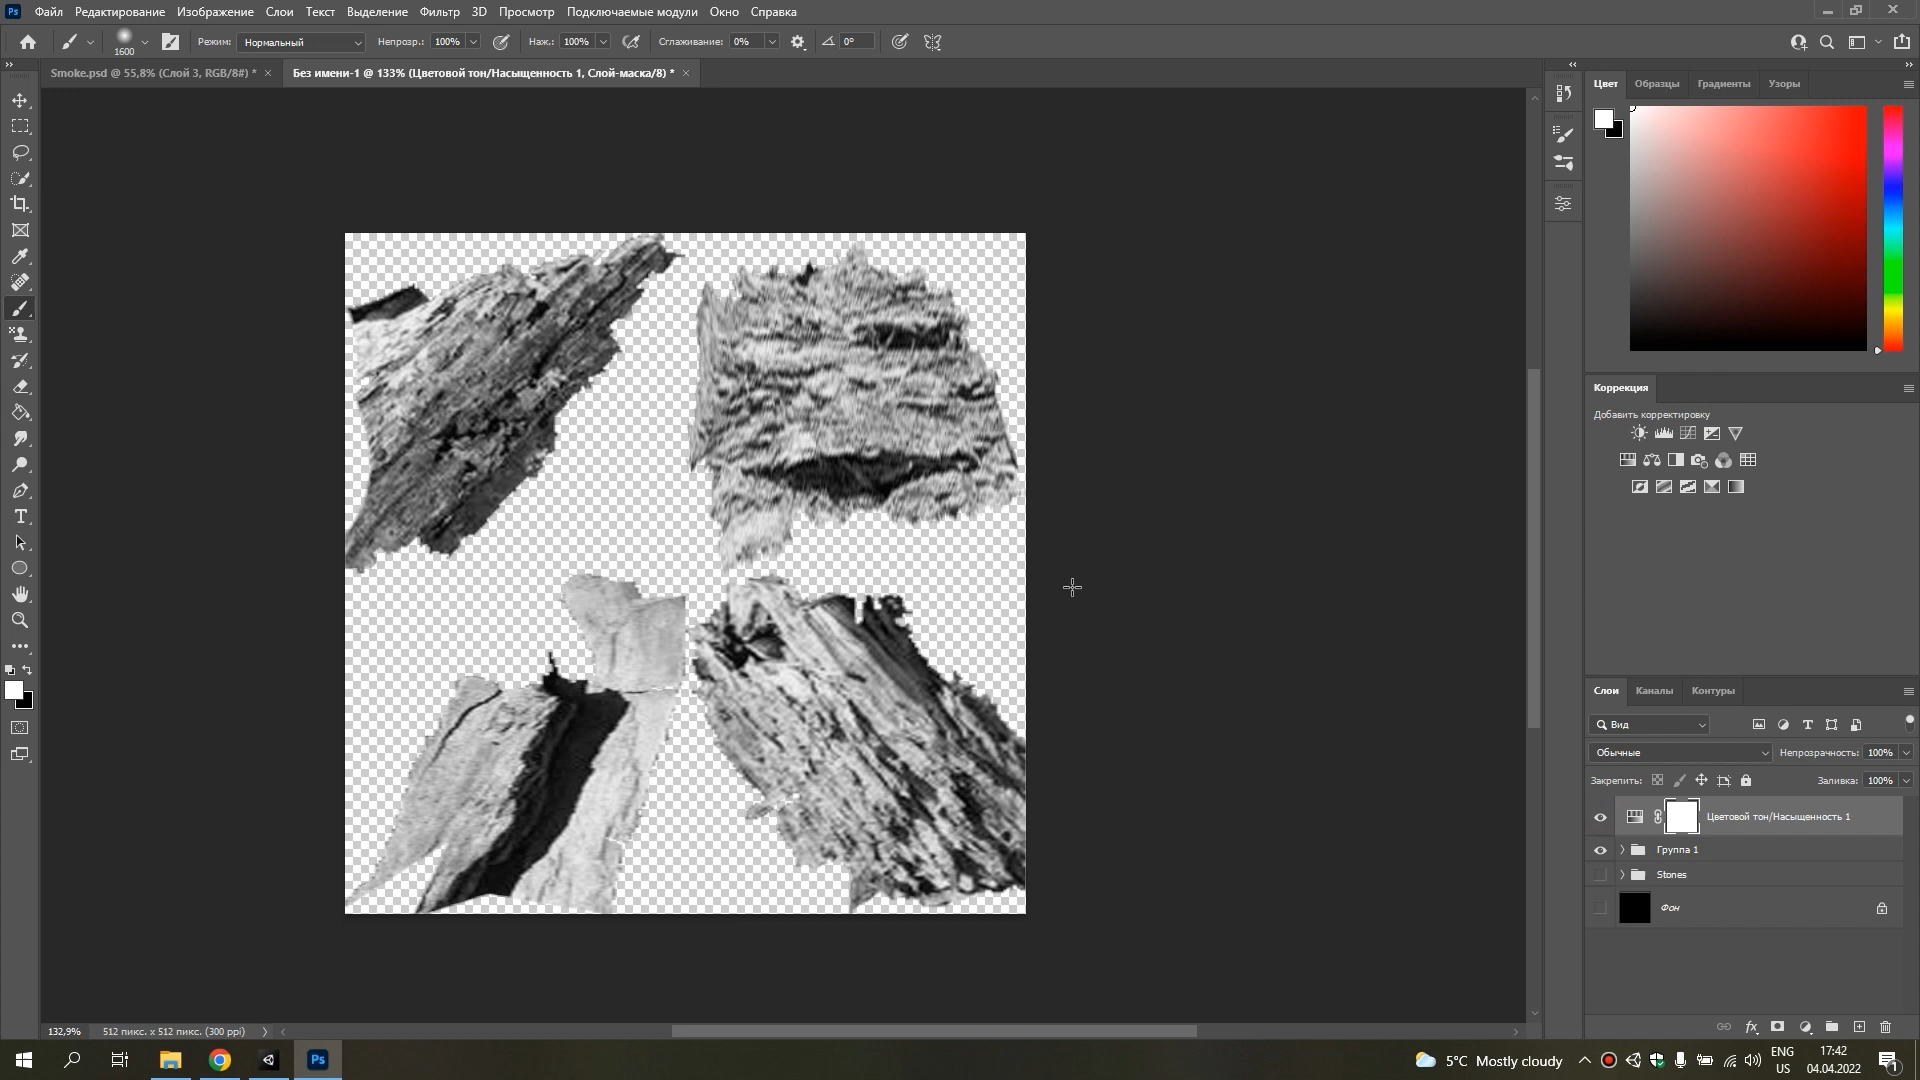 Ps Файл Редактирование Изображение Слои Текст Выделение Фильтр 3D Просмотр Подключаемые модули Окно Справка
1600 Режим: Нормальный Непрозр.: 100% Наж.: 100% Сглаживание: 0% 0°
Smoke.psd @ 55,8% (Слой 3, RGB/8#) * × Без имени-1 @ 133% (Цветовой тон/Насыщенность 1, Слой-маска/8) * ×
Цвет Образцы Градиенты Узоры
Коррекция
Добавить корректировку
Слои Каналы Контуры
Вид
Обычные Непрозрачность: 100%
Закрепить: Заливка: 100%
Цветовой тон/Насыщенность 1
Группа 1
Stones
Фон
132,9% 512 пикс. x 512 пикс. (300 ppi)
Ps 5°C Mostly cloudy ENG US 17:42 04.04.2022 1